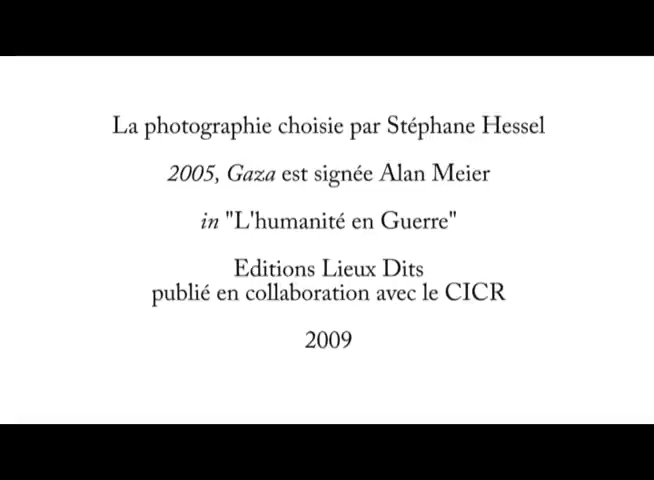 La photographie choisie par Stéphane Hessel
2005, Gaza est signée Alan Meier
in "L'humanité en Guerre"
Editions Lieux Dits
publié en collaboration avec le CICR
2009